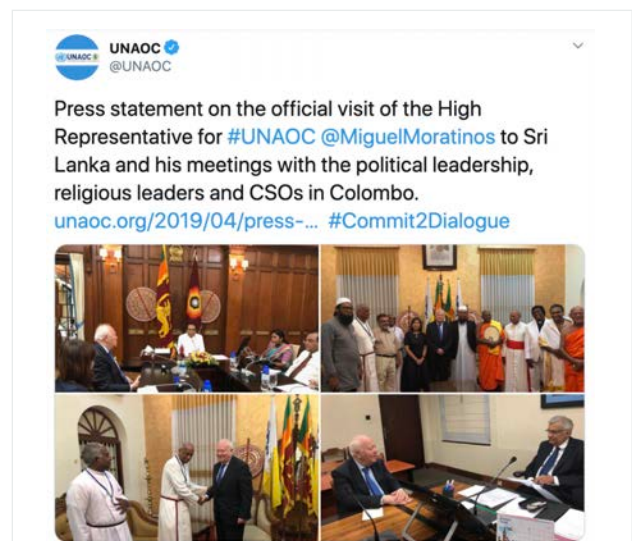 UNAOC
UNAOC
@UNAOC
Press statement on the official visit of the High
Representative for #UNAOC @MiguelMoratinos to Sri
Lanka and his meetings with the political leadership,
religious leaders and CSOs in Colombo.
unaoc.org/2019/04/press-... #Commit2Dialogue